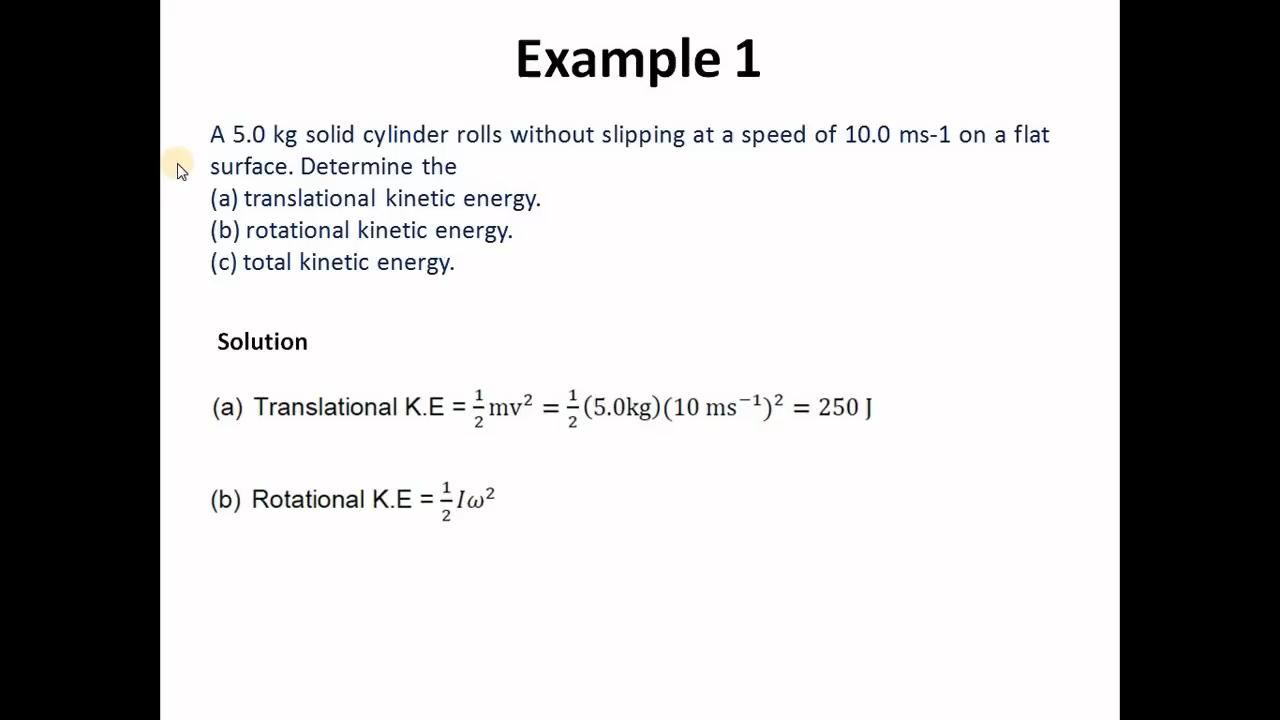 Example 1
A 5.0 kg solid cylinder rolls without slipping at a speed of 10.0 ms-1 on a flat
surface. Determine the
(a) translational kinetic energy.
(b) rotational kinetic energy.
(c) total kinetic energy.
Solution
(a) Translational K.E = ½mv² = ½(5.0kg)(10 ms⁻¹)² = 250 J
(b) Rotational K.E = ½Iω²